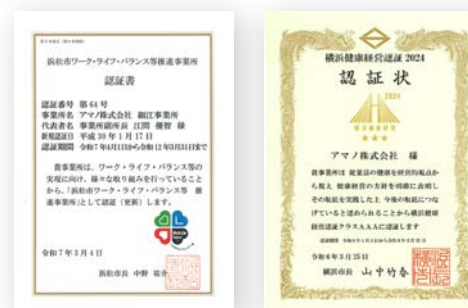 浜松市ワーク・ライフ・バランス等推進事業所
認証書
認証番号 第64号
事業所名 アマノ株式会社 細江事業所
代表者名 事業所副所長 江間 優智 様
新規認証日 平成30年1月17日
認証期間 令和7年4月1日から令和12年3月31日まで
貴事業所は、ワーク・ライフ・バランス等の
実現に向け、様々な取り組みを行っていること
から、「浜松市ワーク・ライフ・バランス等 推
進事業所」として認証（更新）します。
令和7年3月4日
浜松市長 中野 祐介
横浜健康経営認証 2024
認証状
2024
横浜健康経営
★★★
アマノ株式会社 様
貴事業所は 従業員の健康を経営的視点か
ら捉え 健康経営の方針を明確に表明し
その取組を実践した上 今後の取組につな
げていると認められることから横浜健康
経営認証クラスAAAに認証します
令和6年3月25日
横浜市長 山中竹春